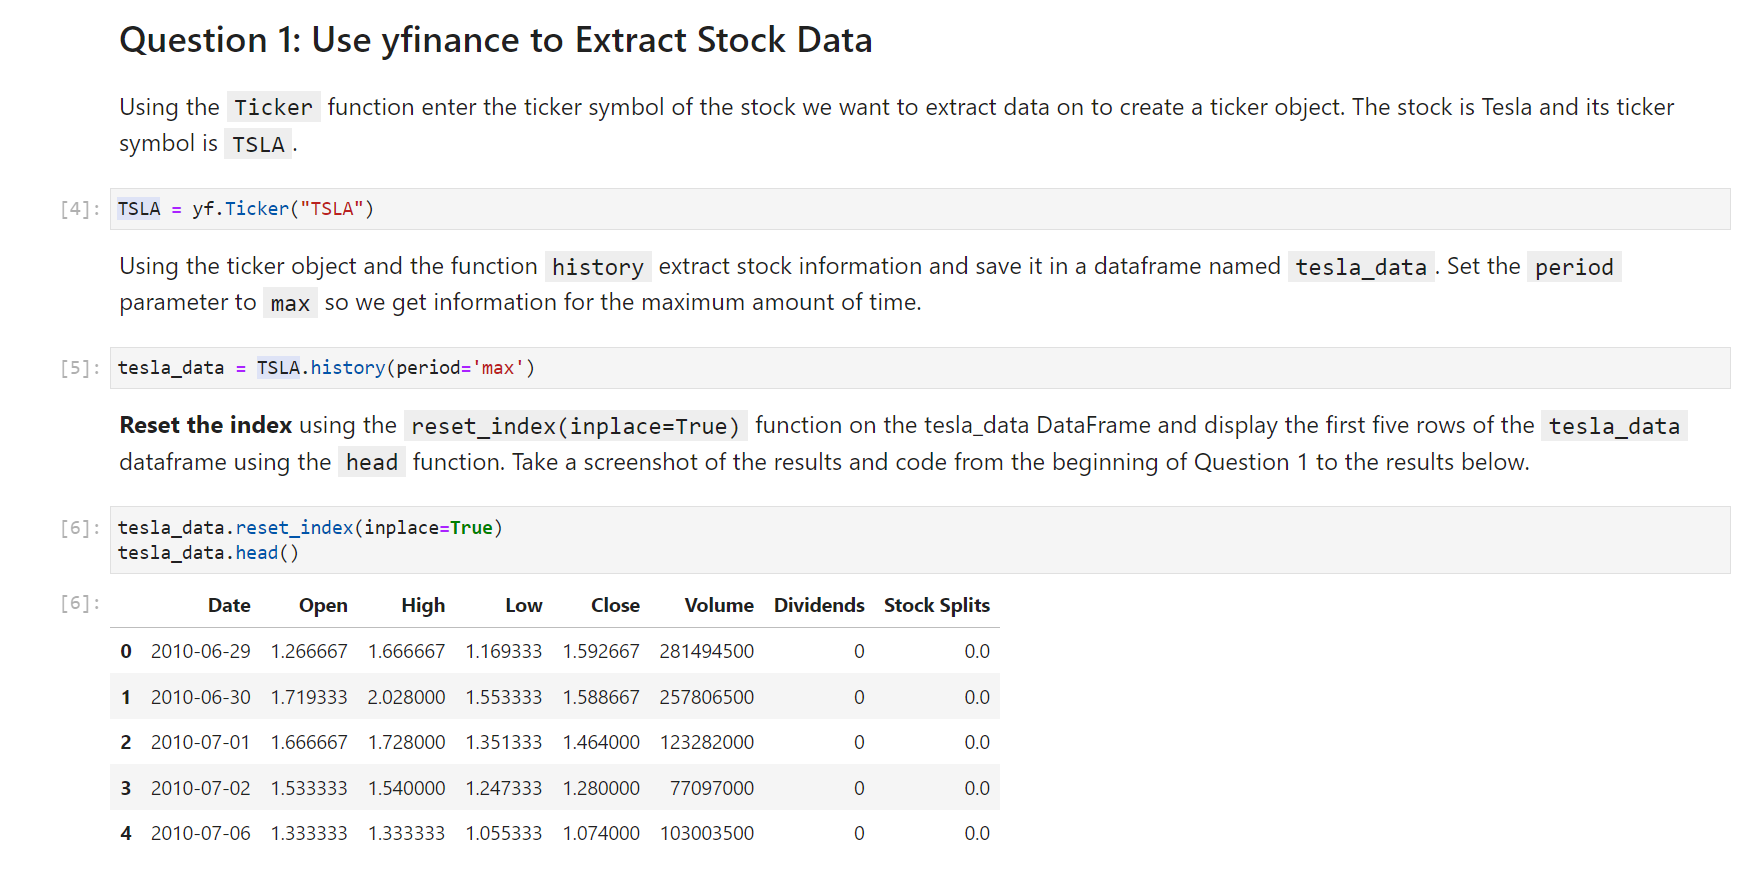 Question 1: Use yfinance to Extract Stock Data
Using the Ticker function enter the ticker symbol of the stock we want to extract data on to create a ticker object. The stock is Tesla and its ticker
symbol is TSLA .
[4]: TSLA = yf.Ticker("TSLA")
Using the ticker object and the function history extract stock information and save it in a dataframe named tesla_data . Set the period
parameter to max so we get information for the maximum amount of time.
[5]: tesla_data = TSLA.history(period='max')
Reset the index using the reset_index(inplace=True) function on the tesla_data DataFrame and display the first five rows of the tesla_data
dataframe using the head function. Take a screenshot of the results and code from the beginning of Question 1 to the results below.
[6]: tesla_data.reset_index(inplace=True)
tesla_data.head()
[6]: Date Open High Low Close Volume Dividends Stock Splits
0 2010-06-29 1.266667 1.666667 1.169333 1.592667 281494500 0 0.0
1 2010-06-30 1.719333 2.028000 1.553333 1.588667 257806500 0 0.0
2 2010-07-01 1.666667 1.728000 1.351333 1.464000 123282000 0 0.0
3 2010-07-02 1.533333 1.540000 1.247333 1.280000 77097000 0 0.0
4 2010-07-06 1.333333 1.333333 1.055333 1.074000 103003500 0 0.0